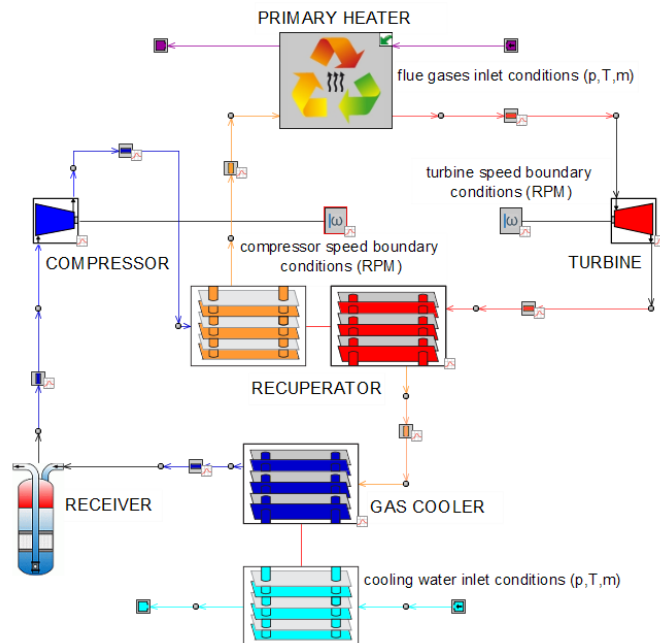 PRIMARY HEATER
flue gases inlet conditions (p,T,m)
turbine speed boundary
conditions (RPM)
|ω
|ω
compressor speed boundary
conditions (RPM)
COMPRESSOR
TURBINE
RECUPERATOR
RECEIVER
GAS COOLER
cooling water inlet conditions (p,T,m)